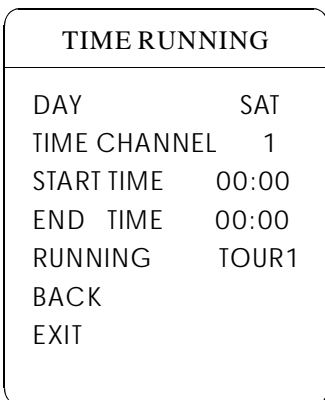 TIME RUNNING
DAY SAT
TIME CHANNEL 1
START TIME 00:00
END TIME 00:00
RUNNING TOUR1
BACK
EXIT